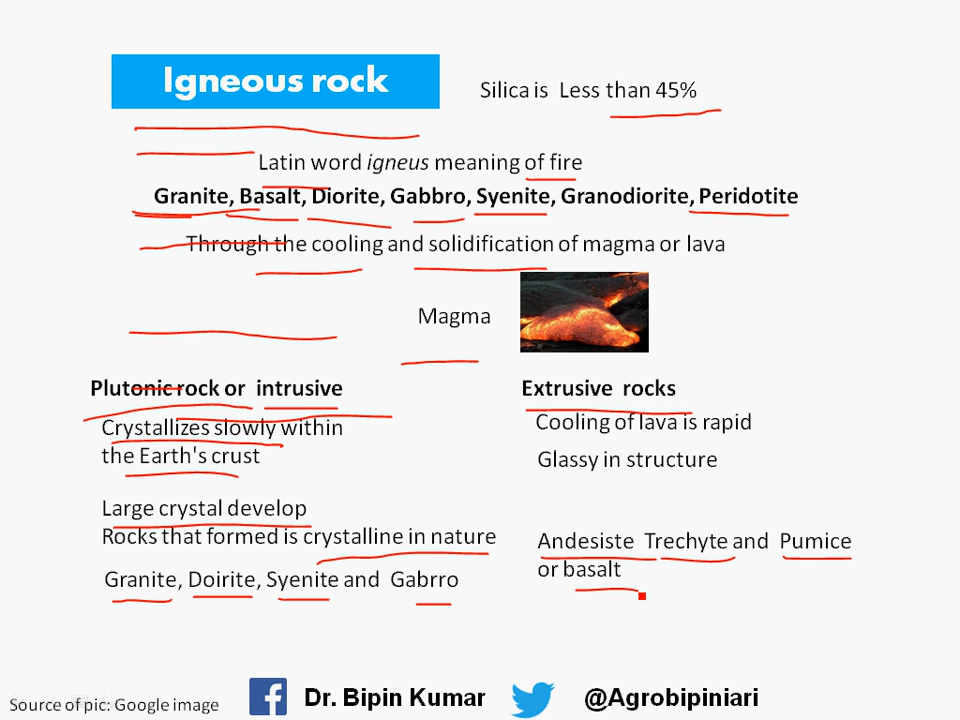 Igneous rock
Silica is Less than 45%
Latin word igneus meaning of fire
Granite, Basalt, Diorite, Gabbro, Syenite, Granodiorite, Peridotite
Through the cooling and solidification of magma or lava
Magma
Plutonic rock or intrusive
Crystallizes slowly within
the Earth's crust
Large crystal develop
Rocks that formed is crystalline in nature
Granite, Doirite, Syenite and Gabrro
Extrusive rocks
Cooling of lava is rapid
Glassy in structure
Andesiste Trechyte and Pumice
or basalt
Source of pic: Google image
Dr. Bipin Kumar
@Agrobipiniari